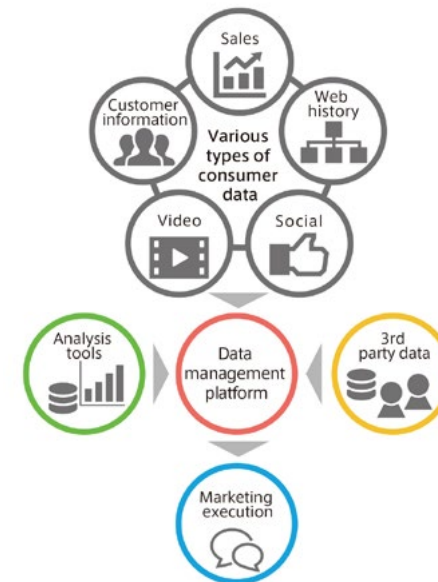 Sales
Customer
information
Web
history
Various
types of
consumer
data
Video
Social
Analysis
tools
Data
management
platform
3rd
party data
Marketing
execution